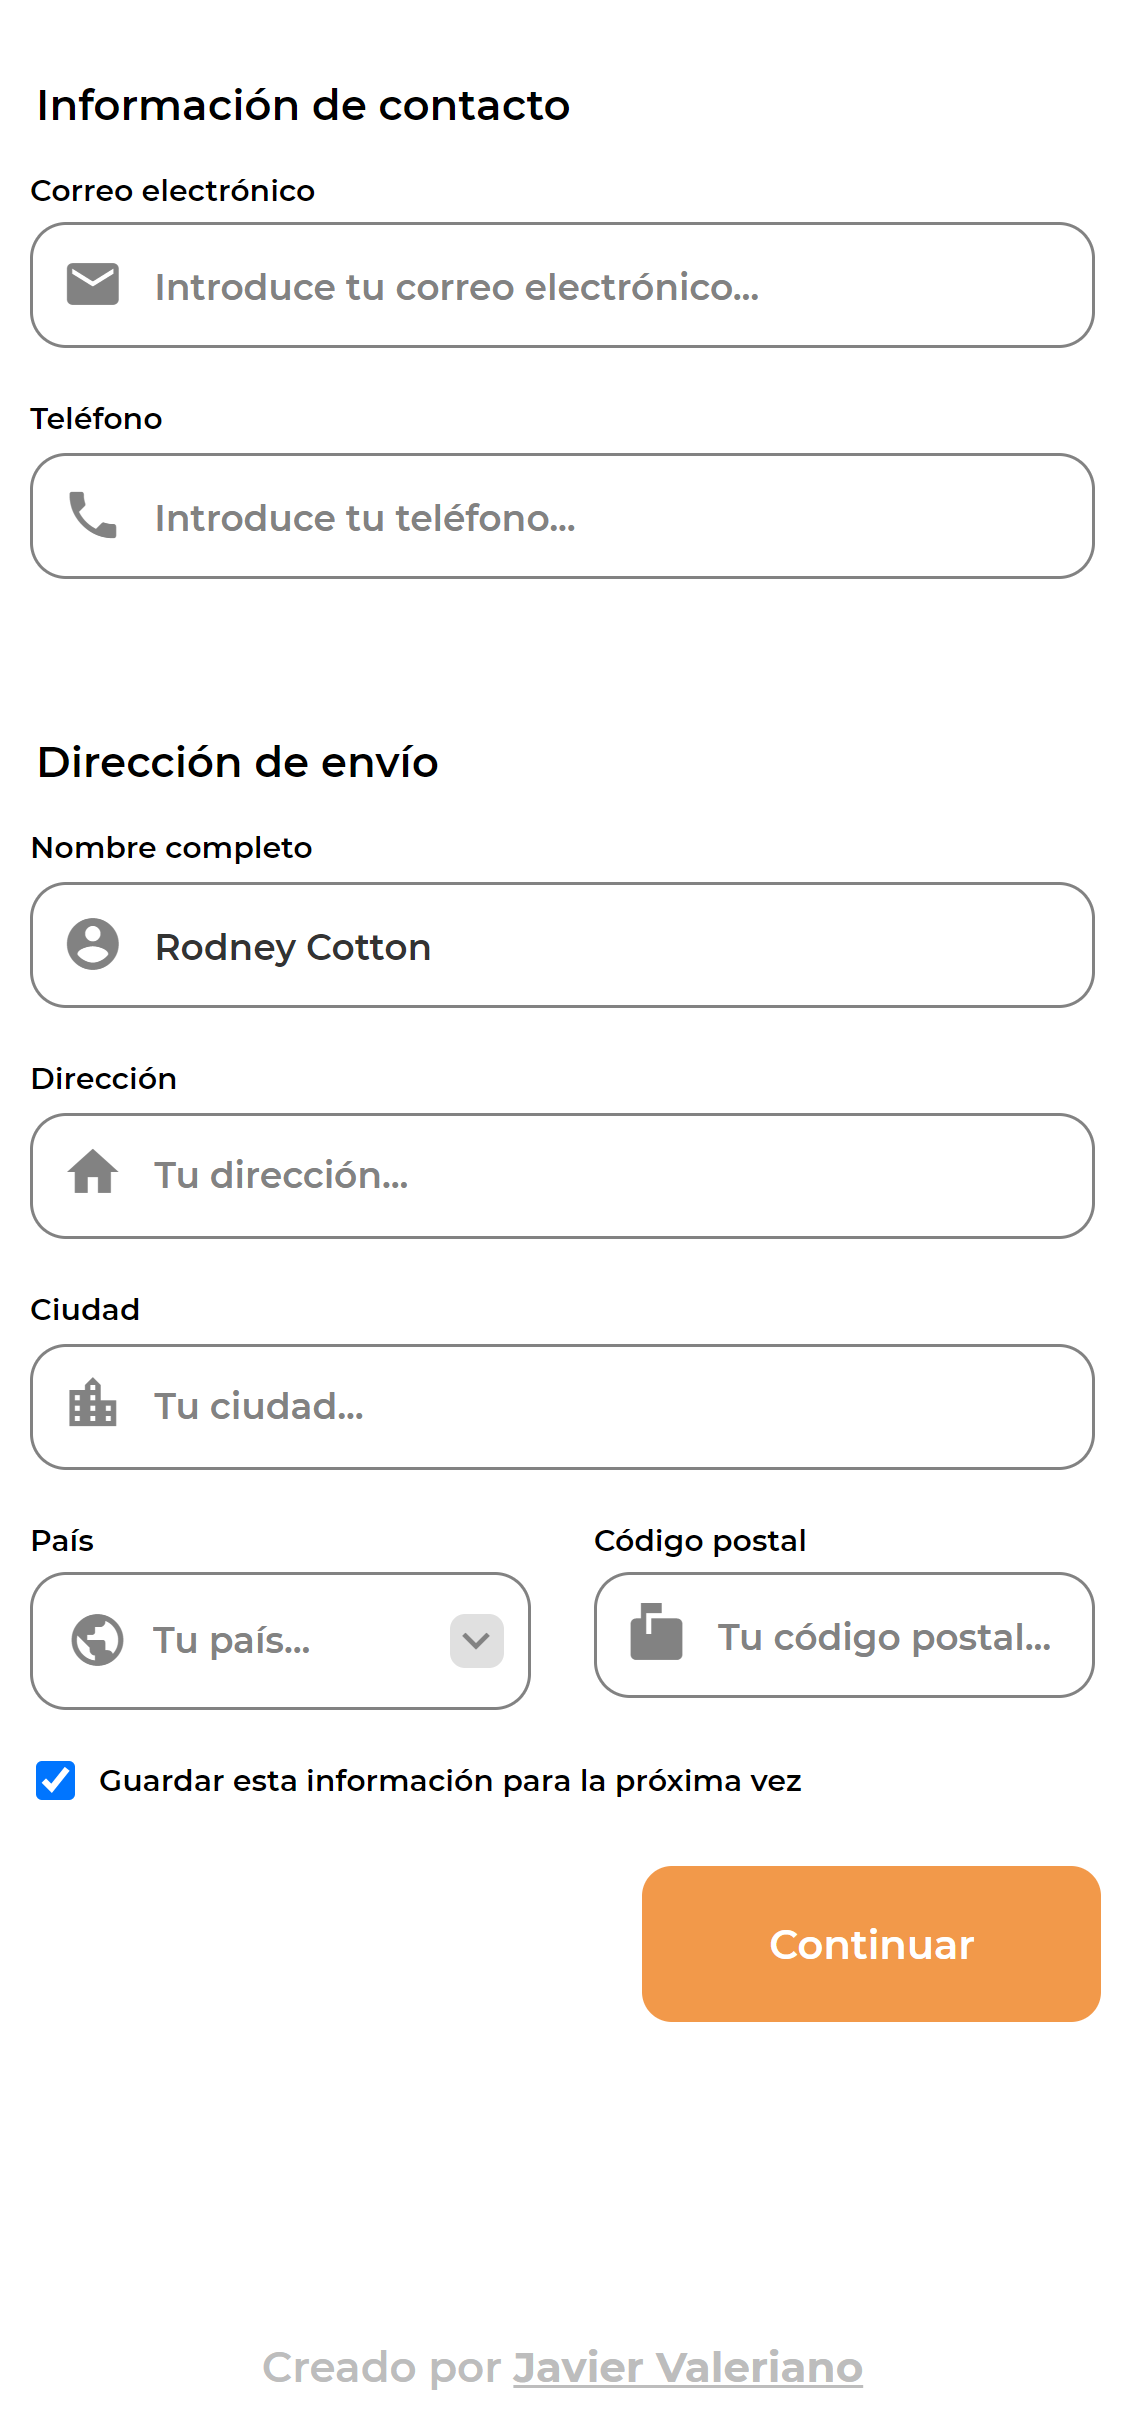 Información de contacto
Correo electrónico
Introduce tu correo electrónico...
Teléfono
Introduce tu teléfono...
Dirección de envío
Nombre completo
Rodney Cotton
Dirección
Tu dirección...
Ciudad
Tu ciudad...
País
Código postal
Tu país...
Tu código postal...
Guardar esta información para la próxima vez
Continuar
Creado por Javier Valeriano